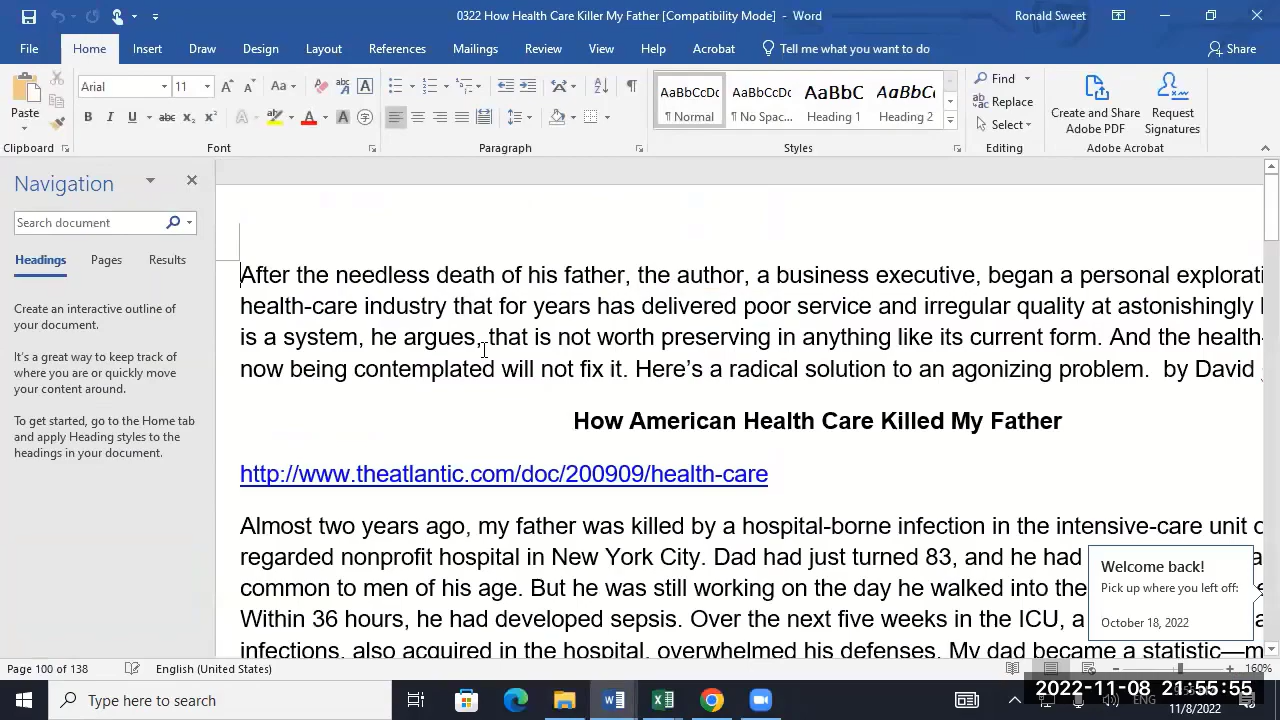 0322 How Health Care Killer My Father [Compatibility Mode] - Word
Ronald Sweet
File Home Insert Draw Design Layout References Mailings Review View Help Acrobat Tell me what you want to do Share
Arial 11 Aa A
Paste
B I U abc x₂ x² A A A
AaBbCcDc AaBbCcDc AaBbC AaBbC
¶ Normal ¶ No Spac... Heading 1 Heading 2
Find
Replace
Select
Create and Share Adobe PDF
Request Signatures
Clipboard Font Paragraph Styles Editing Adobe Acrobat
Navigation
Search document
Headings Pages Results
Create an interactive outline of
your document.
It's a great way to keep track of
where you are or quickly move
your content around.
To get started, go to the Home tab
and apply Heading styles to the
headings in your document.
After the needless death of his father, the author, a business executive, began a personal explorati
health-care industry that for years has delivered poor service and irregular quality at astonishingly
is a system, he argues, that is not worth preserving in anything like its current form. And the health-
now being contemplated will not fix it. Here's a radical solution to an agonizing problem. by David
How American Health Care Killed My Father
http://www.theatlantic.com/doc/200909/health-care
Almost two years ago, my father was killed by a hospital-borne infection in the intensive-care unit
regarded nonprofit hospital in New York City. Dad had just turned 83, and he had
common to men of his age. But he was still working on the day he walked into the
Within 36 hours, he had developed sepsis. Over the next five weeks in the ICU, a
infections, also acquired in the hospital, overwhelmed his defenses. My dad became a statistic—m
Welcome back!
Pick up where you left off:
October 18, 2022
Page 100 of 138 English (United States) 160%
Type here to search
2022-11-08 21:55:55
ENG
11/8/2022